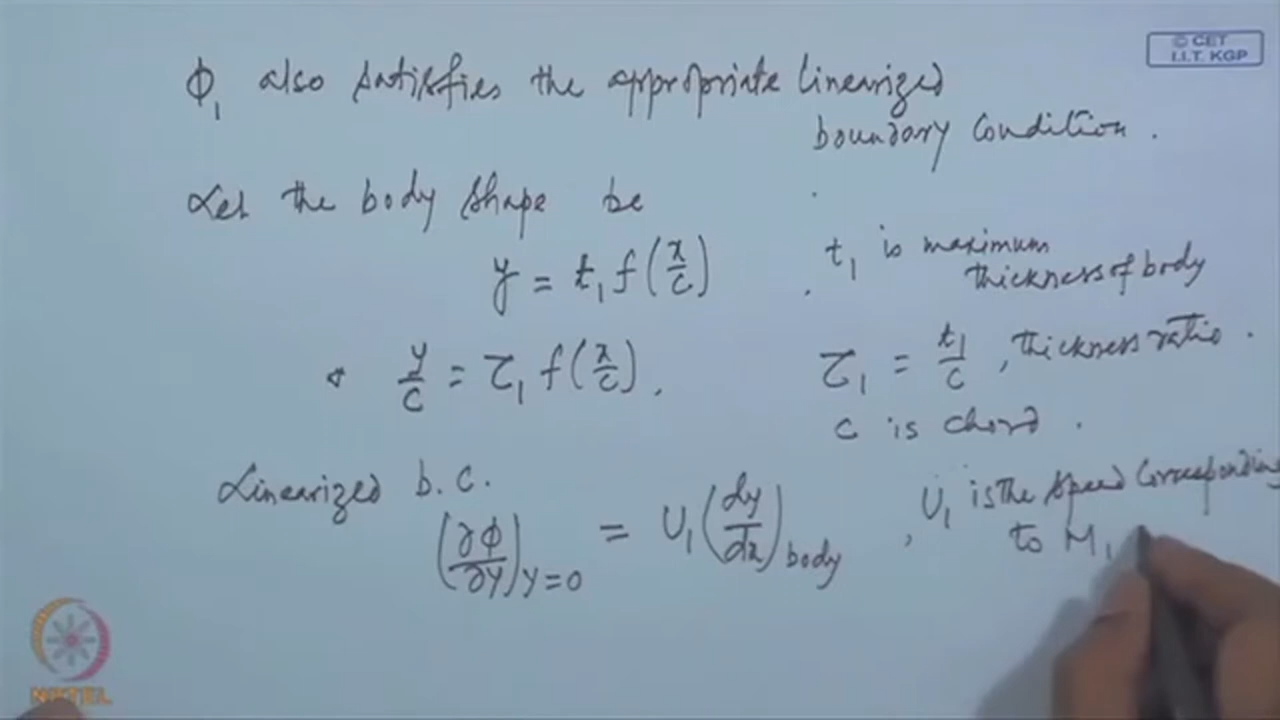 © CET
I.I.T. KGP
Φ₁ also satisfies the appropriate linearized
boundary condition.
Let the body shape be
y = t₁ f(x/c) . t₁ is maximum
thickness of body
y/c = τ₁ f(x/c). τ₁ = t₁/c , thickness ratio.
c is chord.
Linearized b.c.
(∂Φ/∂y)y=0 = U₁ (dy/dx)body , U₁ is the speed corresponding
to M₁
NPTEL